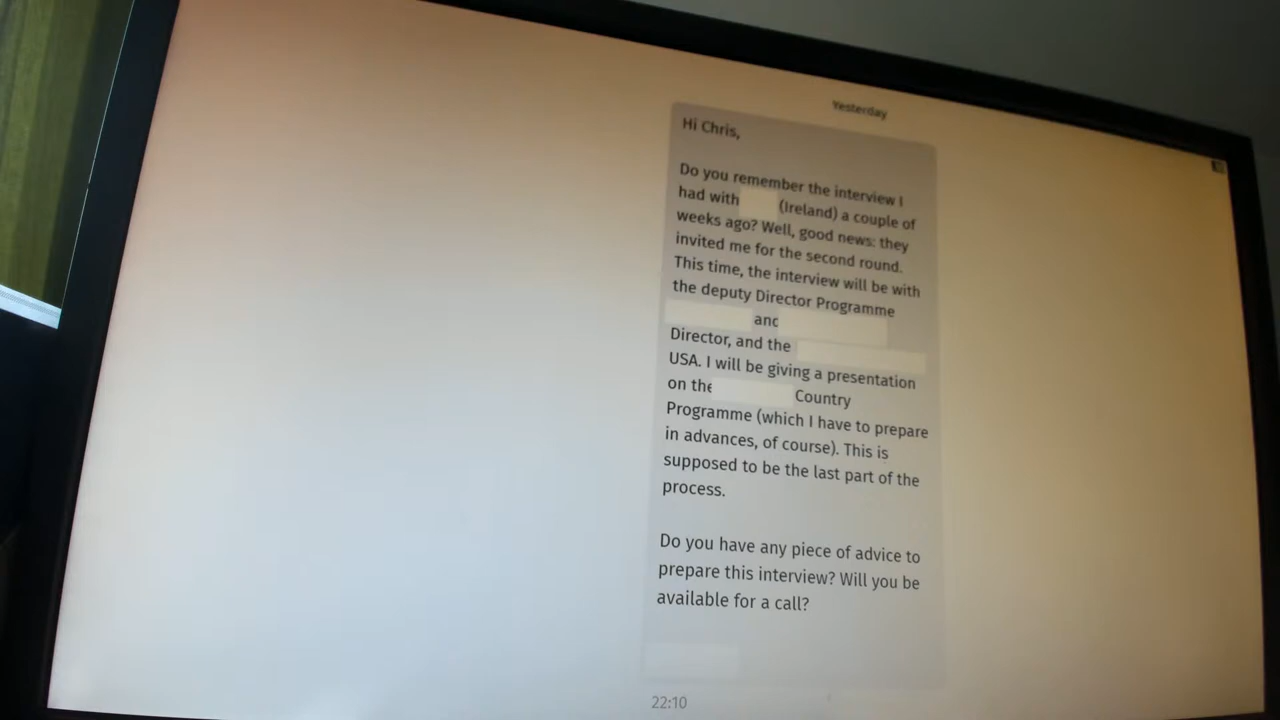 Yesterday
Hi Chris,
Do you remember the interview I
had with (Ireland) a couple of
weeks ago? Well, good news: they
invited me for the second round.
This time, the interview will be with
the deputy Director Programme
and
Director, and the
USA. I will be giving a presentation
on the Country
Programme (which I have to prepare
in advances, of course). This is
supposed to be the last part of the
process.
Do you have any piece of advice to
prepare this interview? Will you be
available for a call?
22:10